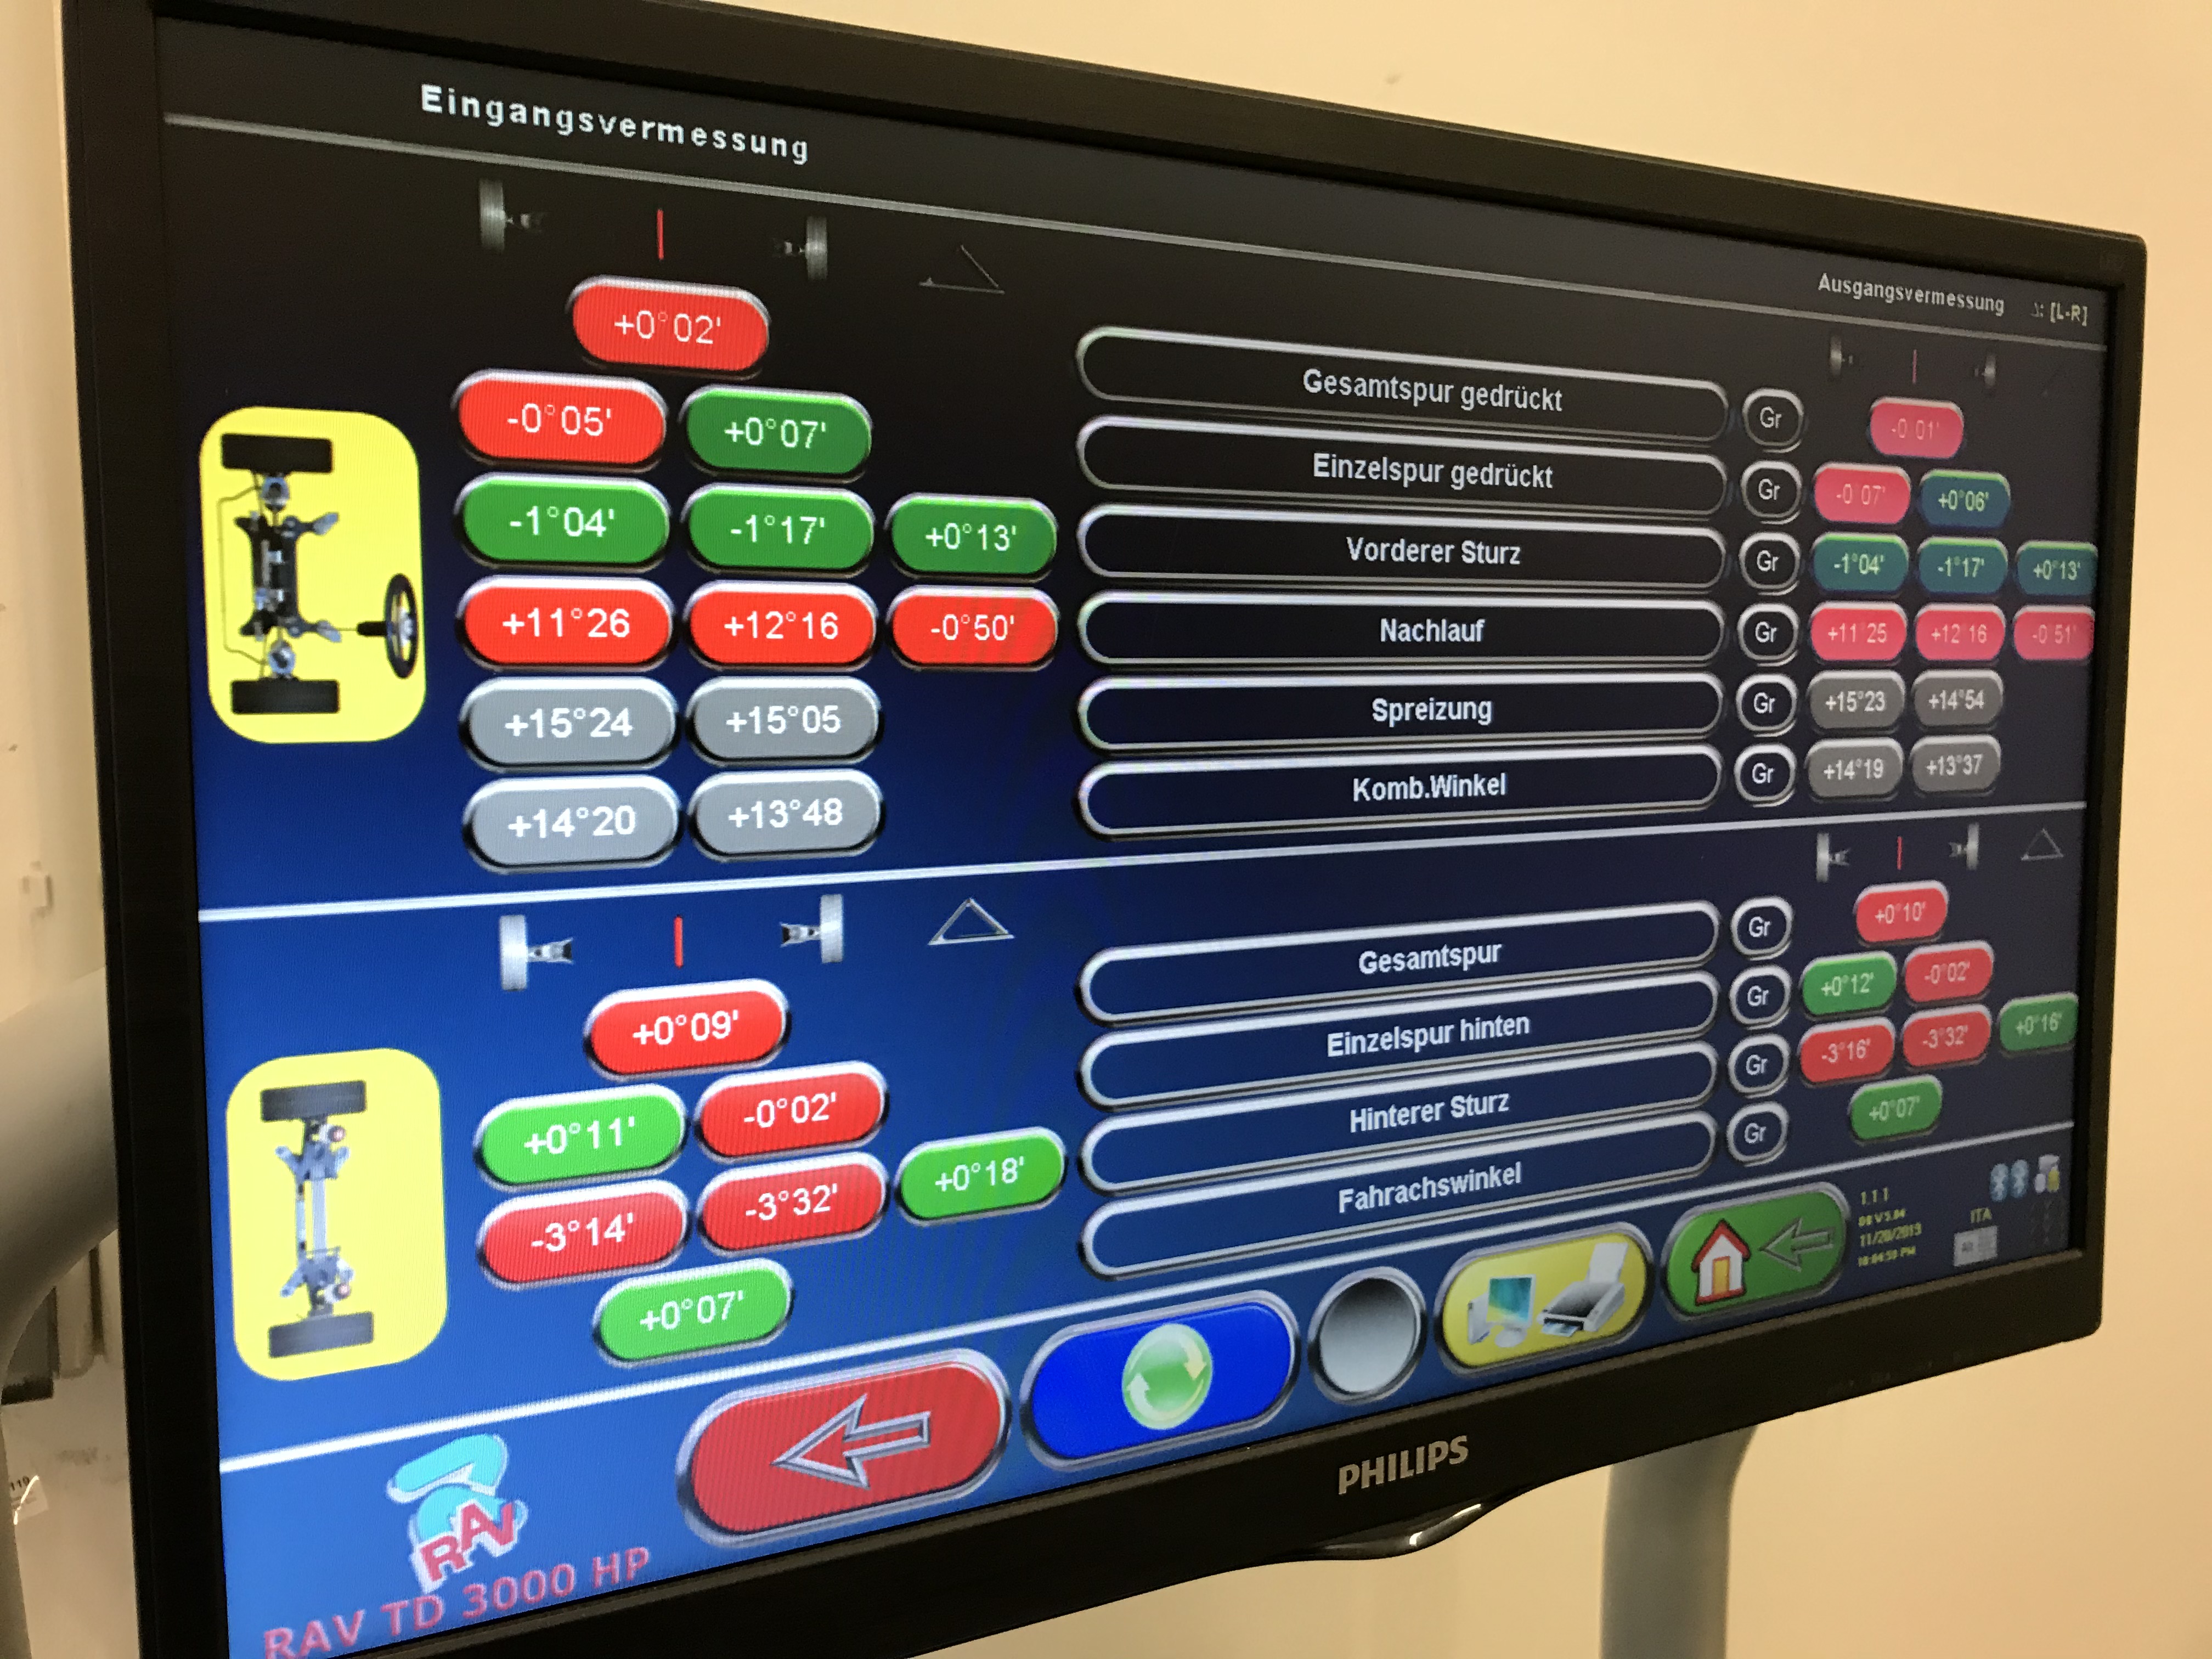 Eingangsvermessung
Ausgangsvermessung [L-R]
+0°02'
Gesamtspur gedrückt Gr -0°01'
-0°05' +0°07' Einzelspur gedrückt Gr -0°07' +0°06'
-1°04' -1°17' +0°13' Vorderer Sturz Gr -1°04' -1°17' +0°13'
+11°26 +12°16 -0°50' Nachlauf Gr +11°25 +12°16 -0°51'
+15°24 +15°05 Spreizung Gr +15°23 +14°54
+14°20 +13°48 Komb.Winkel Gr +14°19 +13°37
+0°09' Gesamtspur Gr +0°10'
+0°11' -0°02' Einzelspur hinten Gr +0°12' -0°02'
-3°14' -3°32' +0°18' Hinterer Sturz Gr -3°16' -3°32' +0°16'
+0°07' Fahrachswinkel Gr +0°07'
1.1.1
ITA
RAV
RAV TD 3000 HP
PHILIPS